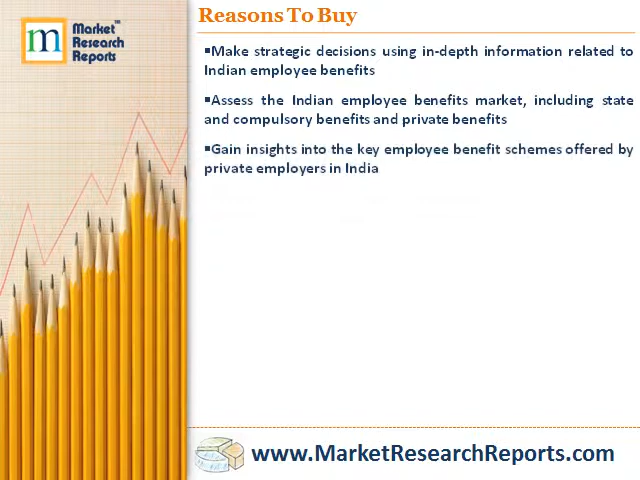 Market™
Research
Reports
m
Reasons To Buy
▪Make strategic decisions using in-depth information related to
Indian employee benefits
▪Assess the Indian employee benefits market, including state
and compulsory benefits and private benefits
▪Gain insights into the key employee benefit schemes offered by
private employers in India
www.MarketResearchReports.com